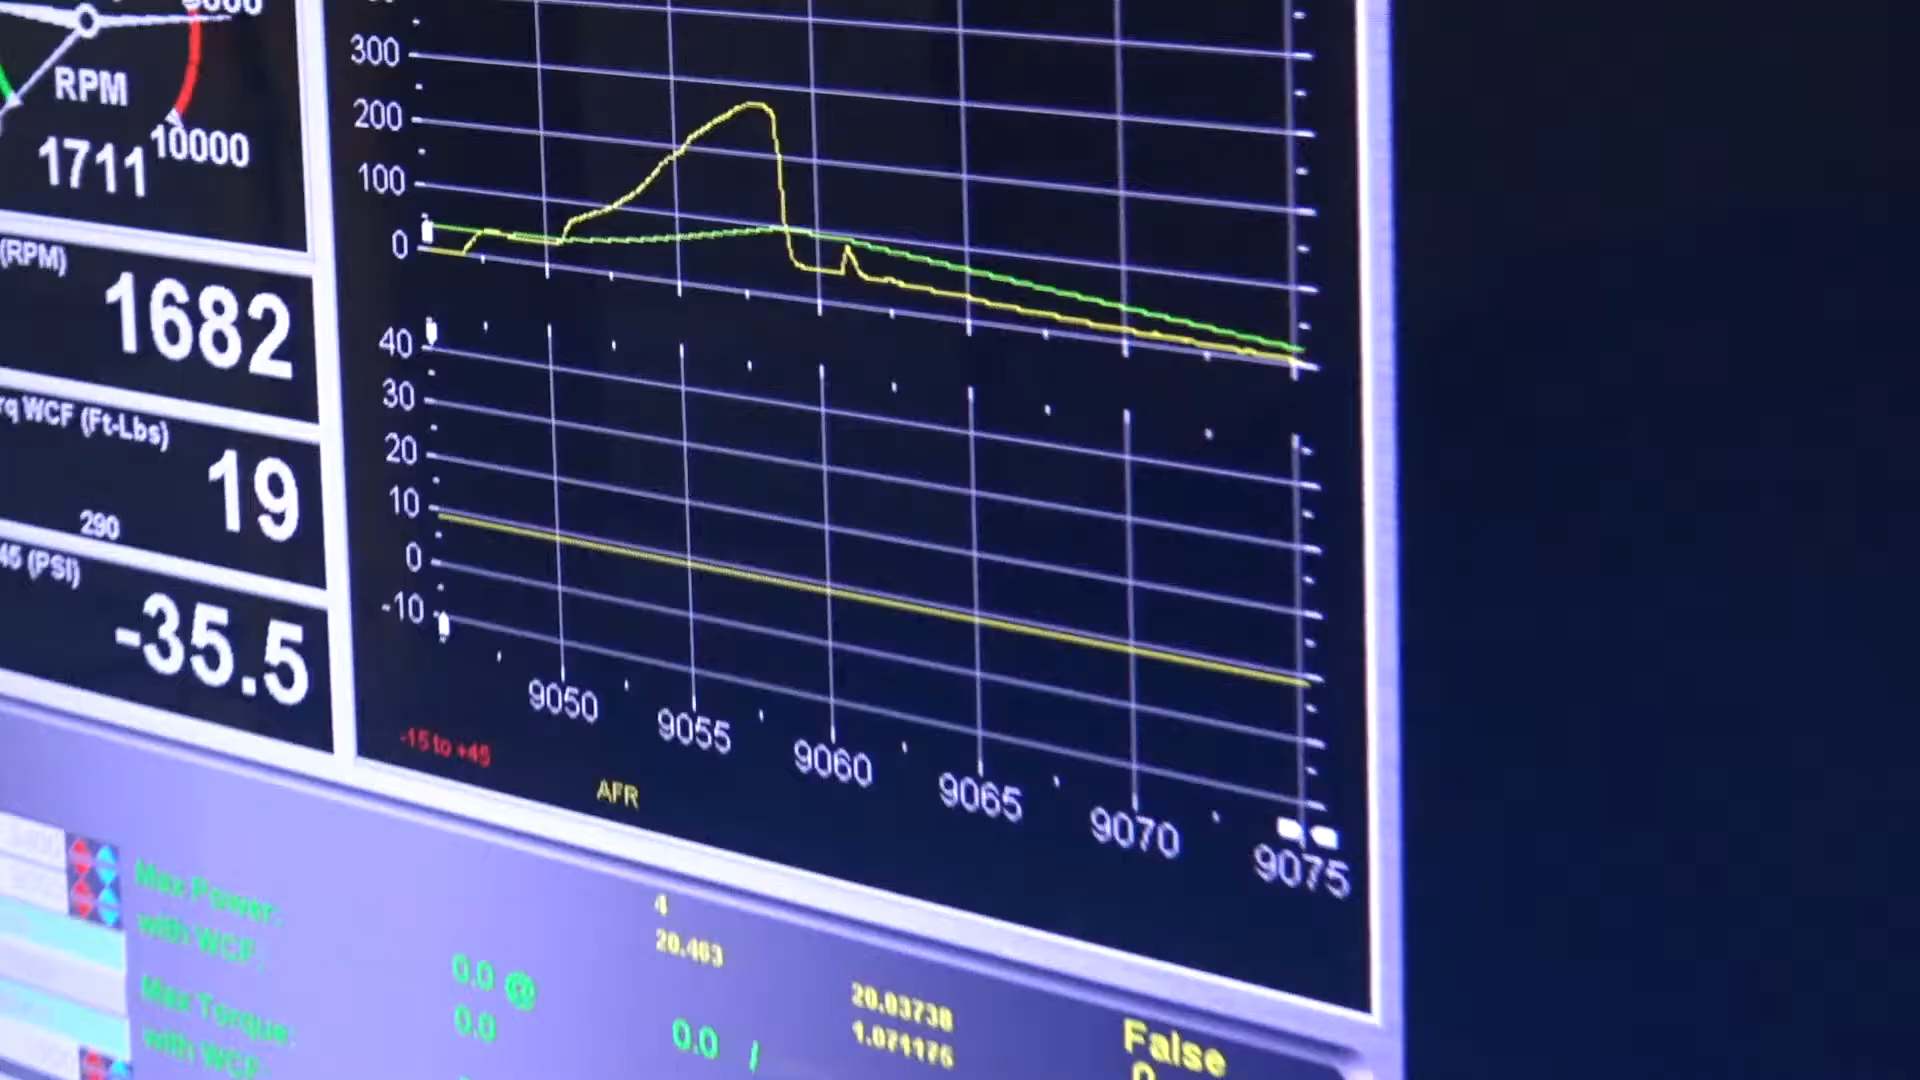 RPM
1711
10000
(RPM)
1682
rq WCF (Ft-Lbs)
19
290
45 (PSI)
-35.5
300
200
100
0
40
30
20
10
0
-10
9050
9055
9060
9065
9070
9075
-15 to +45
AFR
Max Power:
with WCF:
0.0 @
0.0
Max Torque:
with WCF:
0.0 /
4
20.463
20.03738
1.071176
False